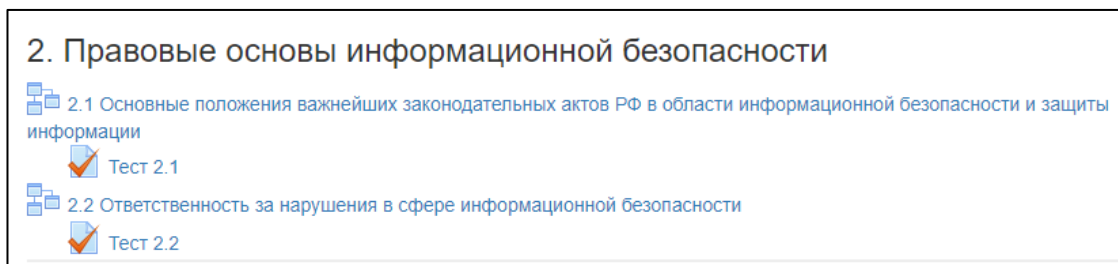 2. Правовые основы информационной безопасности
2.1 Основные положения важнейших законодательных актов РФ в области информационной безопасности и защиты
информации
Тест 2.1
2.2 Ответственность за нарушения в сфере информационной безопасности
Тест 2.2